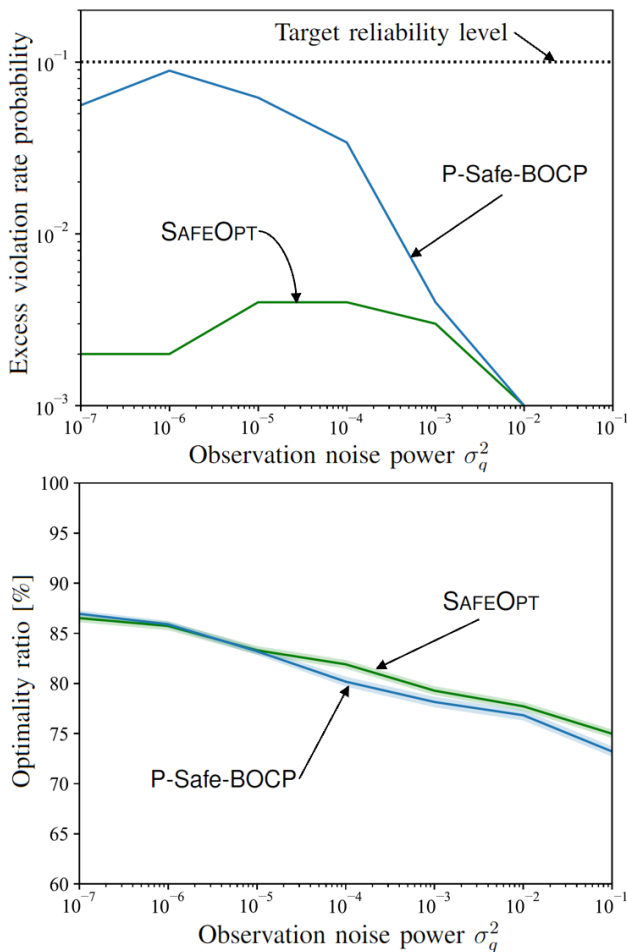 Target reliability level
10⁻¹
P-Safe-BOCP
10⁻²
SAFEOPT
10⁻³
Excess violation rate probability
10⁻⁷ 10⁻⁶ 10⁻⁵ 10⁻⁴ 10⁻³ 10⁻² 10⁻¹
Observation noise power σ_q^2
100
95
90
85
80
75
70
65
60
Optimality ratio [%]
SAFEOPT
P-Safe-BOCP
10⁻⁷ 10⁻⁶ 10⁻⁵ 10⁻⁴ 10⁻³ 10⁻² 10⁻¹
Observation noise power σ_q^2